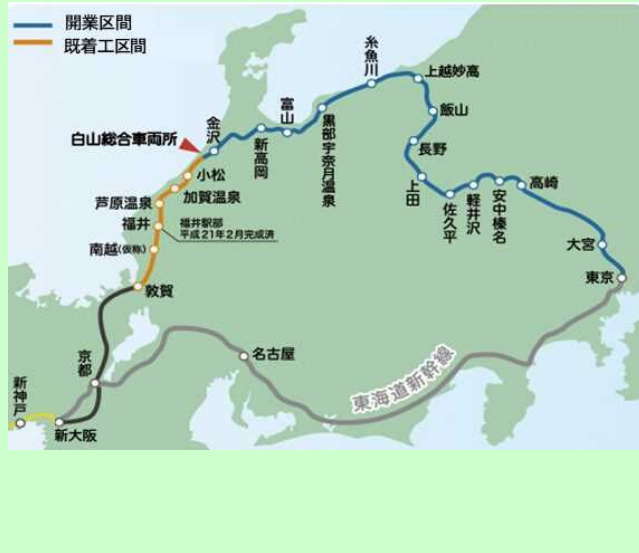 開業区間
既着工区間
糸魚川
上越妙高
飯山
長野
上田
佐久平
軽井沢
安中榛名
高崎
大宮
東京
黒部宇奈月温泉
富山
新高岡
金沢
白山総合車両所
小松
加賀温泉
芦原温泉
福井
福井駅部
平成21年2月完成済
南越(仮称)
敦賀
京都
名古屋
東海道新幹線
新神戸
新大阪